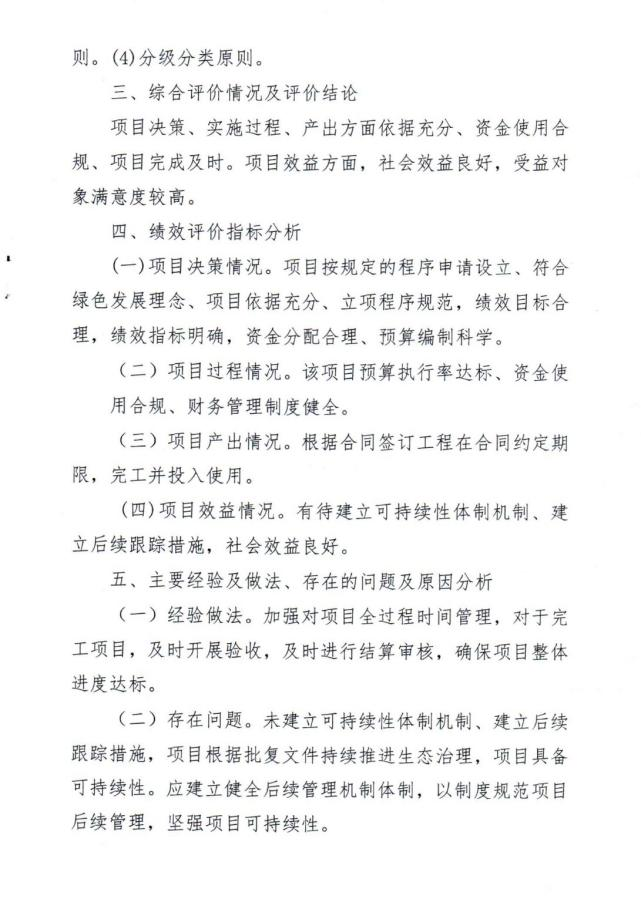 则。(4)分级分类原则。
三、综合评价情况及评价结论
项目决策、实施过程、产出方面依据充分、资金使用合
规、项目完成及时。项目效益方面，社会效益良好，受益对
象满意度较高。
四、绩效评价指标分析
(一)项目决策情况。项目按规定的程序申请设立、符合
绿色发展理念、项目依据充分、立项程序规范，绩效目标合
理，绩效指标明确，资金分配合理、预算编制科学。
（二）项目过程情况。该项目预算执行率达标、资金使
用合规、财务管理制度健全。
（三）项目产出情况。根据合同签订工程在合同约定期
限，完工并投入使用。
(四)项目效益情况。有待建立可持续性体制机制、建
立后续跟踪措施，社会效益良好。
五、主要经验及做法、存在的问题及原因分析
（一）经验做法。加强对项目全过程时间管理，对于完
工项目，及时开展验收，及时进行结算审核，确保项目整体
进度达标。
（二）存在问题。未建立可持续性体制机制、建立后续
跟踪措施，项目根据批复文件持续推进生态治理，项目具备
可持续性。应建立健全后续管理机制体制，以制度规范项目
后续管理，坚强项目可持续性。